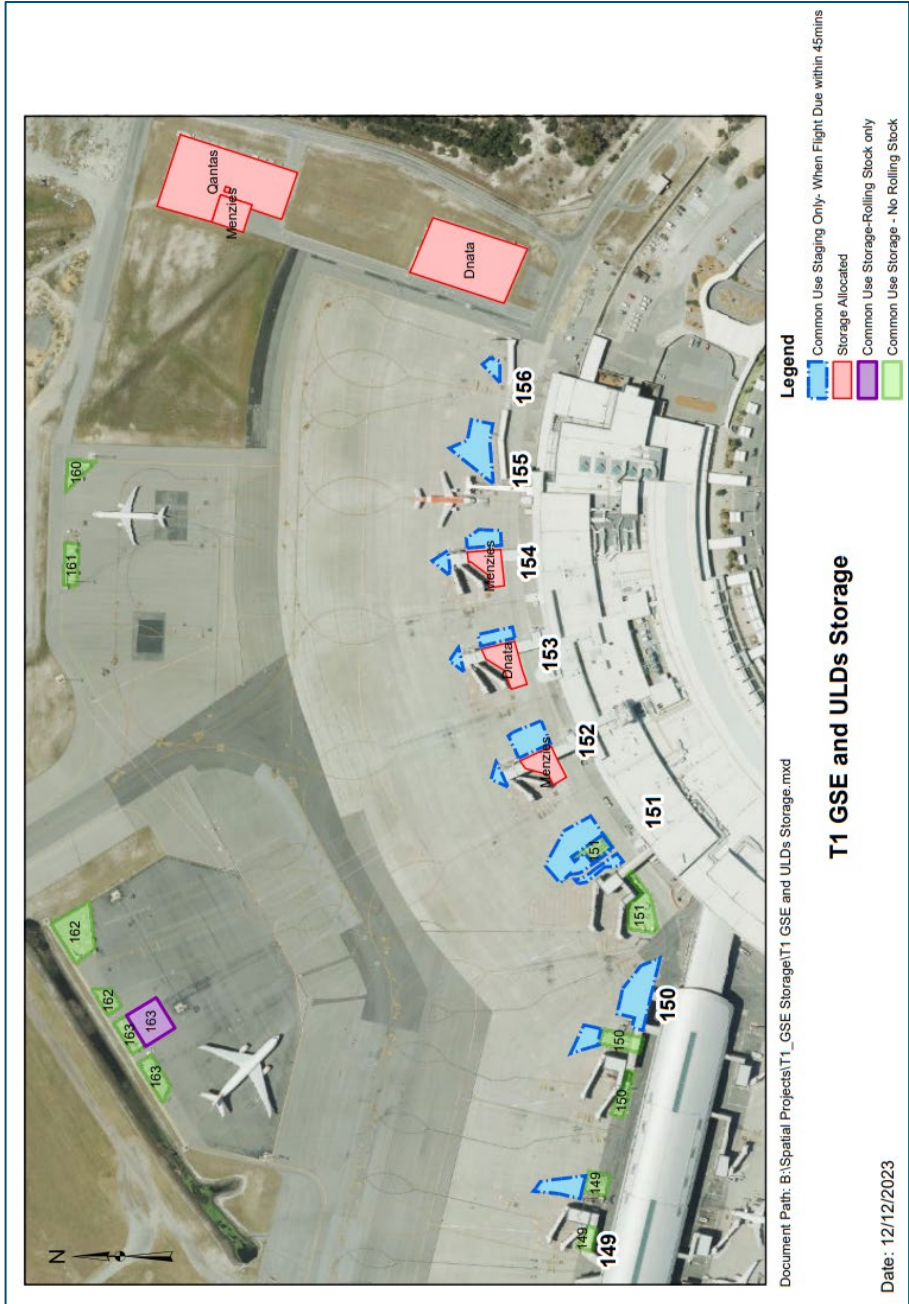 N
162
162
163
163
163
161
160
Qantas
Menzies
Dnata
149
149
149
150
150
150
151
151
151
Menzies
152
Dnata
153
Menzies
154
155
156
Document Path: B:\Spatial Projects\T1_GSE Storage\T1 GSE and ULDs Storage.mxd
T1 GSE and ULDs Storage
Date: 12/12/2023
Legend
Common Use Staging Only- When Flight Due within 45mins
Storage Allocated
Common Use Storage-Rolling Stock only
Common Use Storage - No Rolling Stock